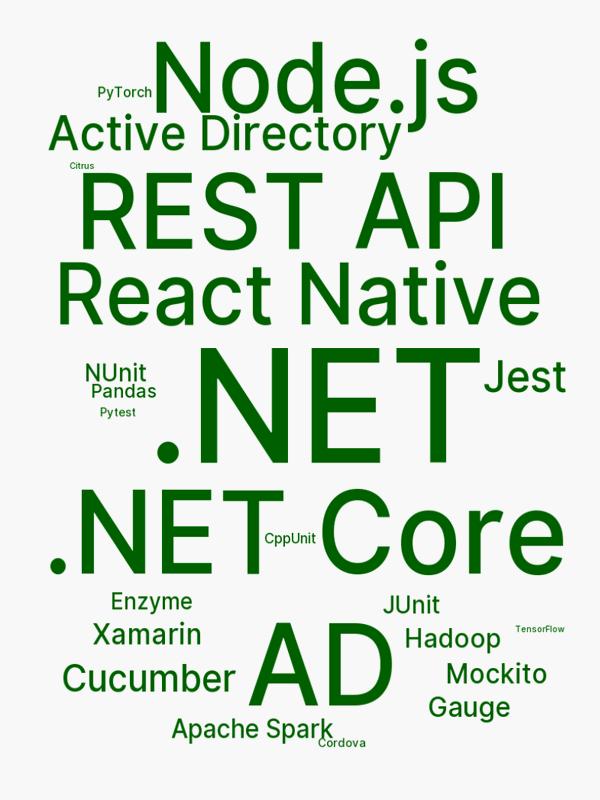 Node.js
PyTorch
Active Directory
Citrus
REST API
React Native
.NET
NUnit
Jest
Pandas
Pytest
.NET Core
CppUnit
Enzyme
JUnit
AD
Xamarin
Hadoop
TensorFlow
Cucumber
Mockito
Gauge
Apache Spark
Cordova